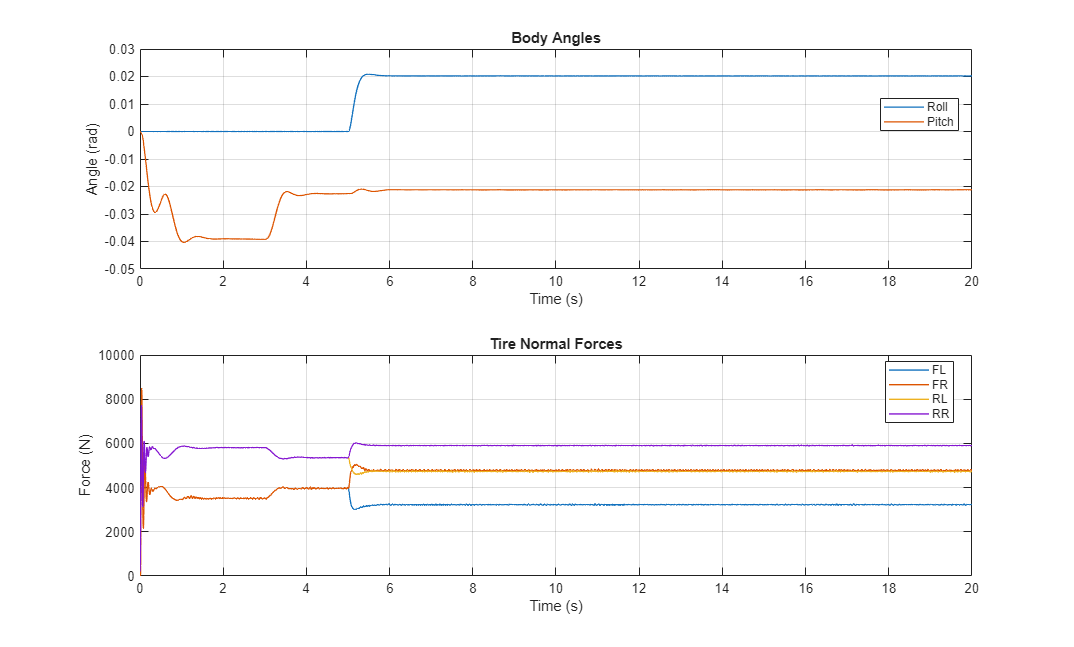 Body Angles
0.03
0.02
0.01
0
-0.01
-0.02
-0.03
-0.04
-0.05
Angle (rad)
Roll
Pitch
0 2 4 6 8 10 12 14 16 18 20
Time (s)
Tire Normal Forces
10000
8000
6000
4000
2000
0
Force (N)
FL
FR
RL
RR
0 2 4 6 8 10 12 14 16 18 20
Time (s)